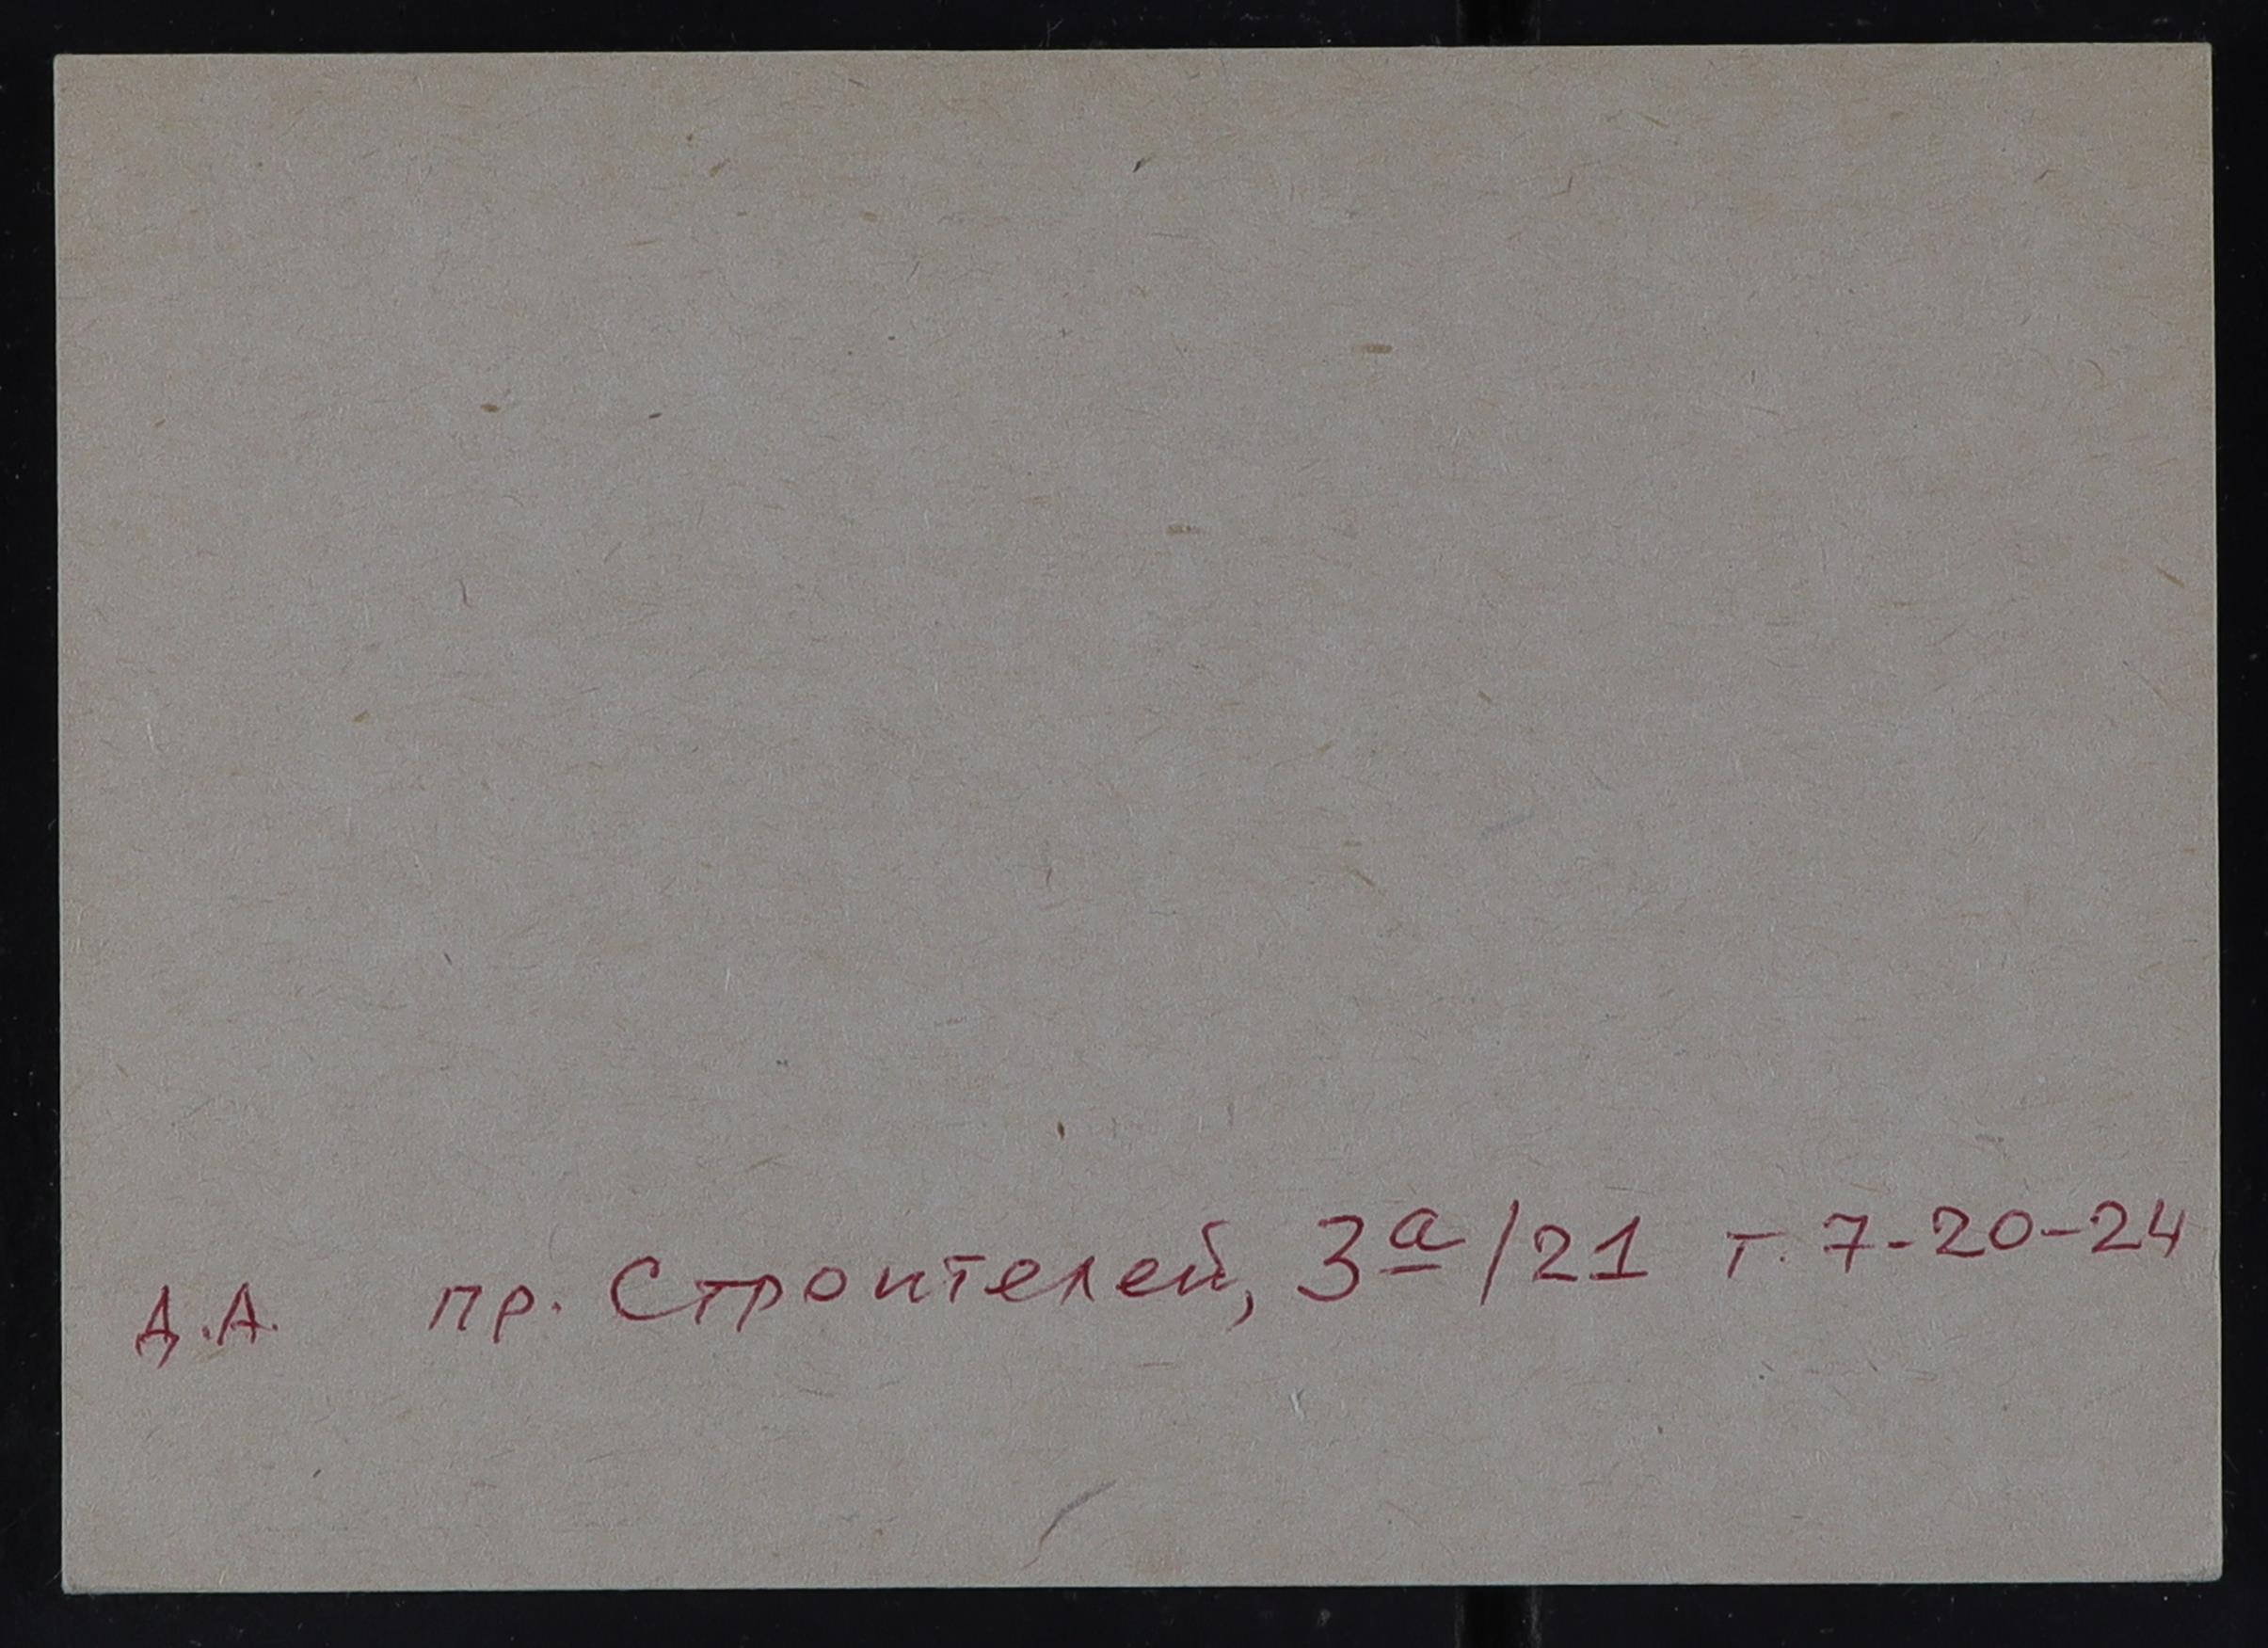 Д.А. пр. Строителей, 3а/21 т. 7-20-24